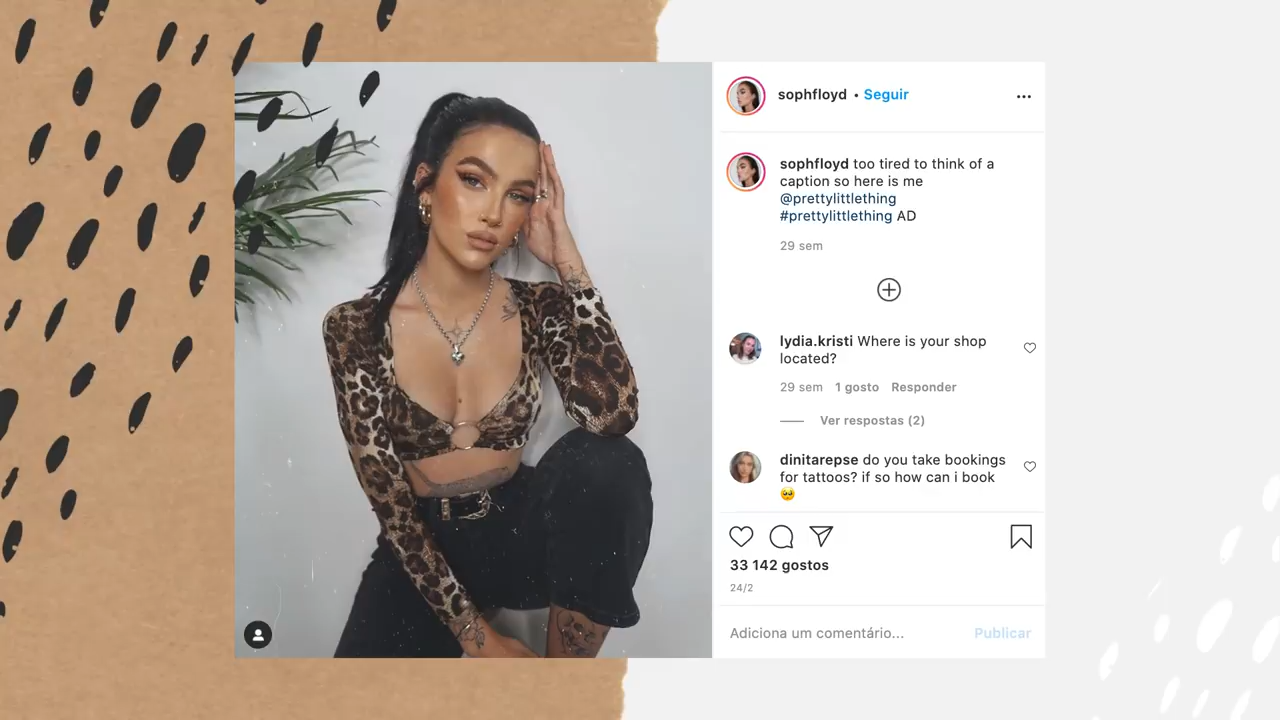 sophfloyd • Seguir
sophfloyd too tired to think of a
caption so here is me
@prettylittlething
#prettylittlething AD
29 sem
lydia.kristi Where is your shop
located?
29 sem 1 gosto Responder
Ver respostas (2)
dinitarepse do you take bookings
for tattoos? if so how can i book
🥺
33 142 gostos
24/2
Adiciona um comentário... Publicar